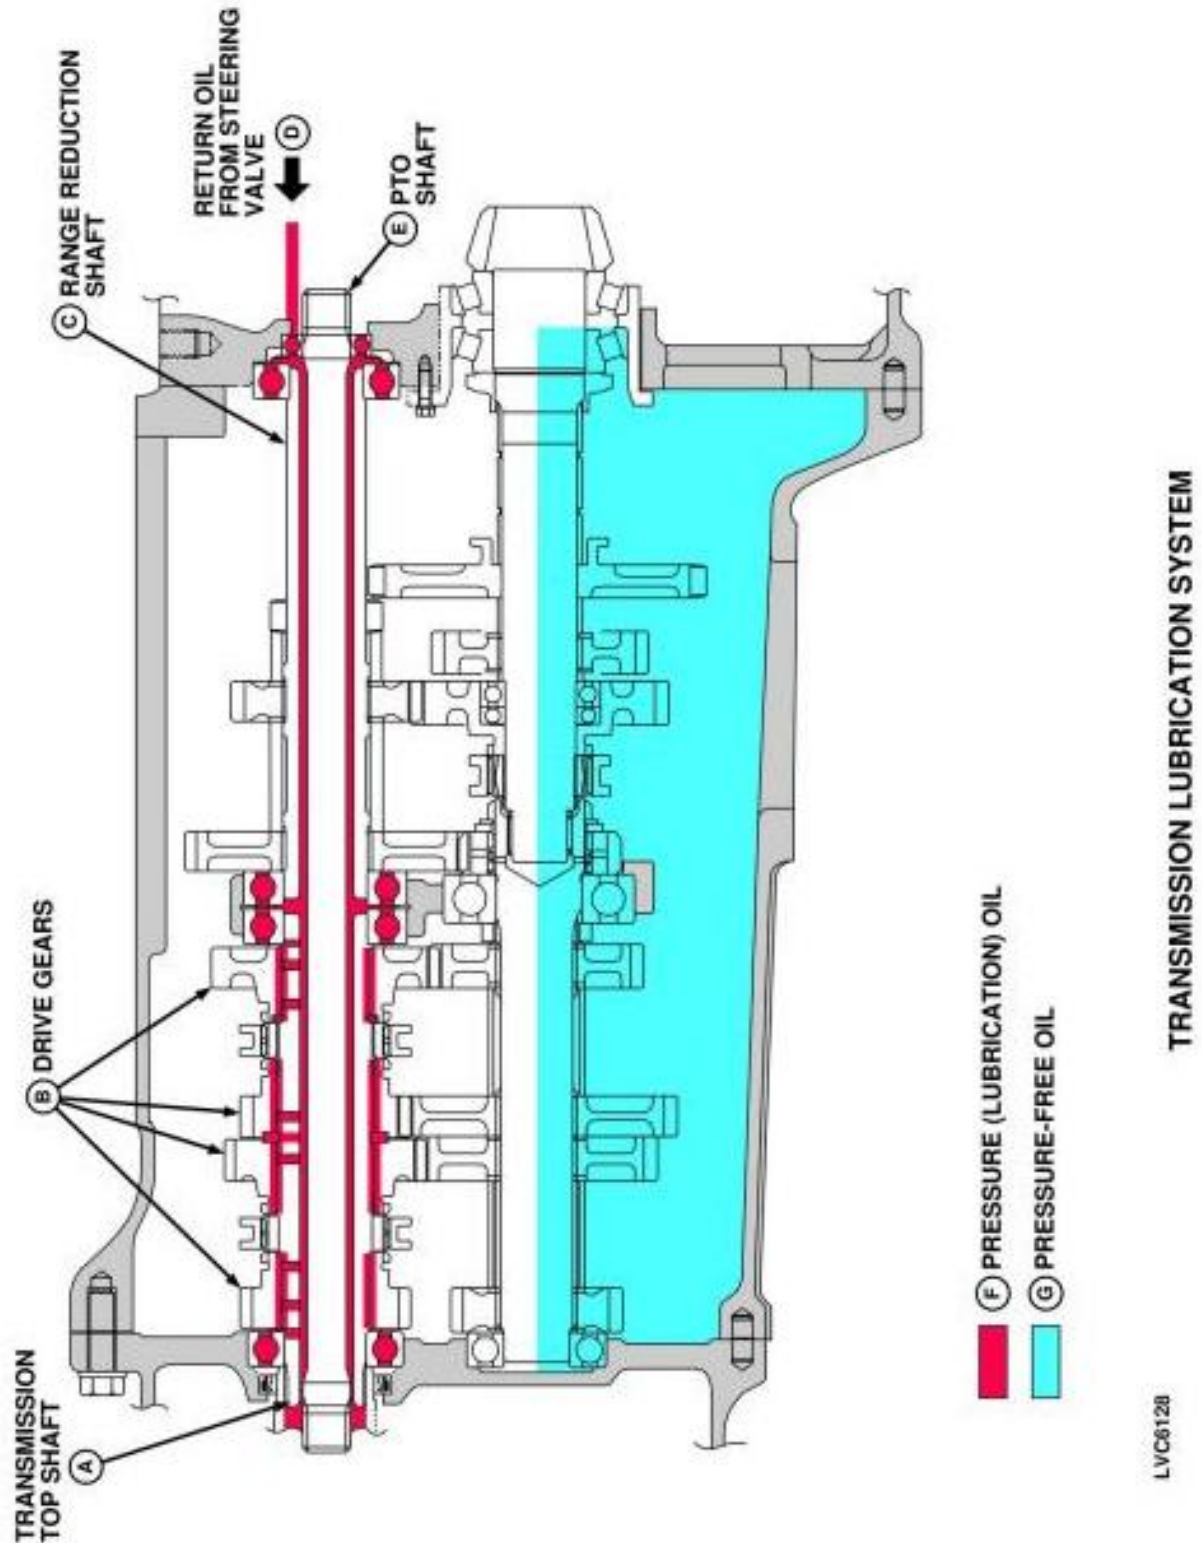 TRANSMISSION
TOP SHAFT
A
B DRIVE GEARS
C RANGE REDUCTION
SHAFT
RETURN OIL
FROM STEERING
VALVE
D
E PTO
SHAFT
F PRESSURE (LUBRICATION) OIL
G PRESSURE-FREE OIL
LVC6128
TRANSMISSION LUBRICATION SYSTEM